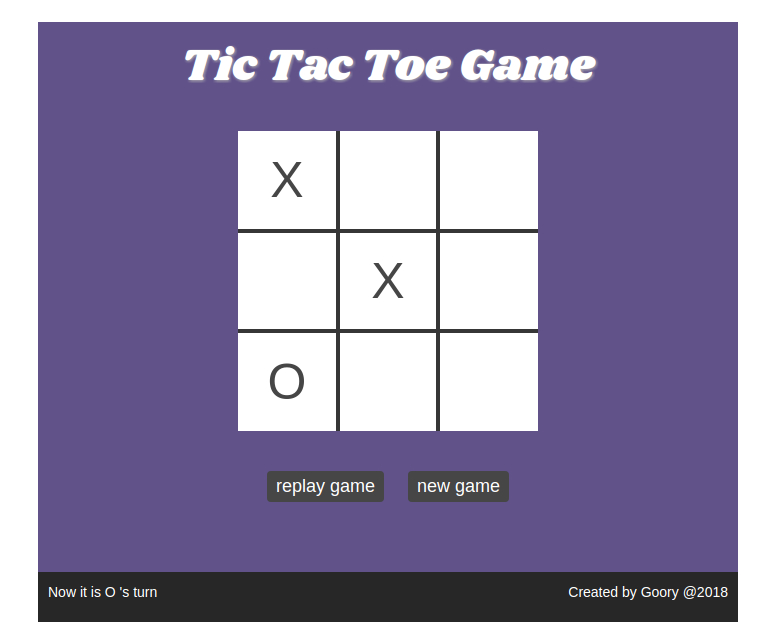 Tic Tac Toe Game
X
X
O
replay game new game
Now it is O 's turn Created by Goory @2018